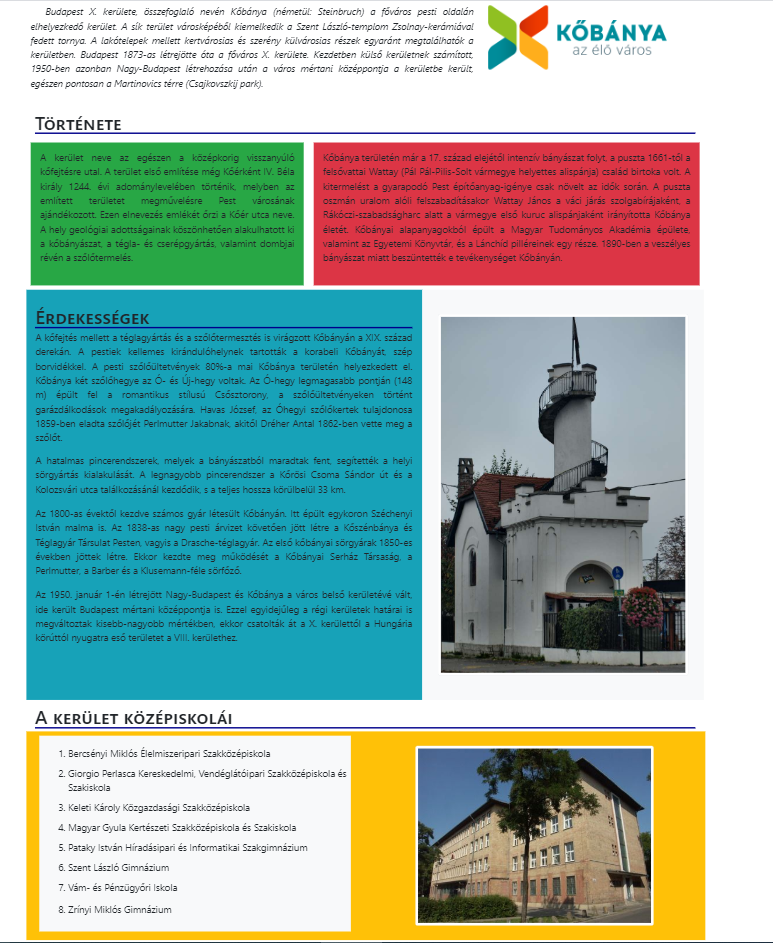 Budapest X. kerülete, összefoglaló nevén Kőbánya (németül: Steinbruch) a főváros pesti oldalán
elhelyezkedő kerület. A sík terület városképéből kiemelkedik a Szent László-templom Zsolnay-kerámiával
fedett tornya. A lakótelepek mellett kertvárosias és szerény külvárosias részek egyaránt megtalálhatók a
kerületben. Budapest 1873-as létrejötte óta a főváros X. kerülete. Kezdetben külső kerületnek számított,
1950-ben azonban Nagy-Budapest létrehozása után a város mértani középpontja a kerületbe került,
egészen pontosan a Martinovics térre (Csajkovszkij park).
KŐBÁNYA
az élő város
Története
A kerület neve az egészen a középkorig visszanyúló
kőfejtésre utal. A terület első említése még Kőérként IV. Béla
király 1244. évi adománylevelében történik, melyben az
említett területet megművelésre Pest városának
ajándékozott. Ezen elnevezés emlékét őrzi a Kőér utca neve.
A hely geológiai adottságainak köszönhetően alakulhatott ki
a kőbányászat, a tégla- és cserépgyártás, valamint dombjai
révén a szőlőtermelés.
Kőbánya területén már a 17. század elejétől intenzív bányászat folyt, a puszta 1661-től a
felsővattai Wattay (Pál Pál-Pilis-Solt vármegye helyettes alispánja) család birtoka volt. A
kitermelést a gyarapodó Pest építőanyag-igénye csak növelt az idők során. A puszta
oszmán uralom alóli felszabadításakor Wattay János a váci járás szolgabírájaként, a
Rákóczi-szabadságharc alatt a vármegye első kuruc alispánjaként irányította Kőbánya
életét. Kőbányai alapanyagokból épült a Magyar Tudományos Akadémia épülete,
valamint az Egyetemi Könyvtár, és a Lánchíd pilléreinek egy része. 1890-ben a veszélyes
bányászat miatt beszüntették e tevékenységet Kőbányán.
Érdekességek
A kőfejtés mellett a téglagyártás és a szőlőtermesztés is virágzott Kőbányán a XIX. század
derekán. A pestiek kellemes kirándulóhelynek tartották a korabeli Kőbányát, szép
borvidékkel. A pesti szőlőültetvények 80%-a mai Kőbánya területén helyezkedett el.
Kőbánya két szőlőhegye az Ó- és Új-hegy voltak. Az Ó-hegy legmagasabb pontján (148
m) épült fel a romantikus stílusú Csősztorony, a szőlőültetvényeken történt
garázdálkodások megakadályozására. Havas József, az Óhegyi szőlőkertek tulajdonosa
1859-ben eladta szőlőjét Perlmutter Jakabnak, akitől Dréher Antal 1862-ben vette meg a
szőlőt.
A hatalmas pincerendszerek, melyek a bányászatból maradtak fent, segítették a helyi
sörgyártás kialakulását. A legnagyobb pincerendszer a Kőrösi Csoma Sándor út és a
Kolozsvári utca találkozásánál kezdődik, s a teljes hossza körülbelül 33 km.
Az 1800-as évektől kezdve számos gyár létesült Kőbányán. Itt épült egykoron Széchenyi
István malma is. Az 1838-as nagy pesti árvizet követően jött létre a Kőszénbánya és
Téglagyár Társulat Pesten, vagyis a Drasche-téglagyár. Az első kőbányai sörgyárak 1850-es
években jöttek létre. Ekkor kezdte meg működését a Kőbányai Serház Társaság, a
Perlmutter, a Barber és a Klusemann-féle sörfőző.
Az 1950. január 1-én létrejött Nagy-Budapest és Kőbánya a város belső kerületévé vált,
ide került Budapest mértani középpontja is. Ezzel egyidejűleg a régi kerületek határai is
megváltoztak kisebb-nagyobb mértékben, ekkor csatolták át a X. kerülettől a Hungária
körúttól nyugatra eső területet a VIII. kerülethez.
A kerület középiskolái
1. Bercsényi Miklós Élelmiszeripari Szakközépiskola
2. Giorgio Perlasca Kereskedelmi, Vendéglátóipari Szakközépiskola és
Szakiskola
3. Keleti Károly Közgazdasági Szakközépiskola
4. Magyar Gyula Kertészeti Szakközépiskola és Szakiskola
5. Pataky István Híradásipari és Informatikai Szakgimnázium
6. Szent László Gimnázium
7. Vám- és Pénzügyőri Iskola
8. Zrínyi Miklós Gimnázium